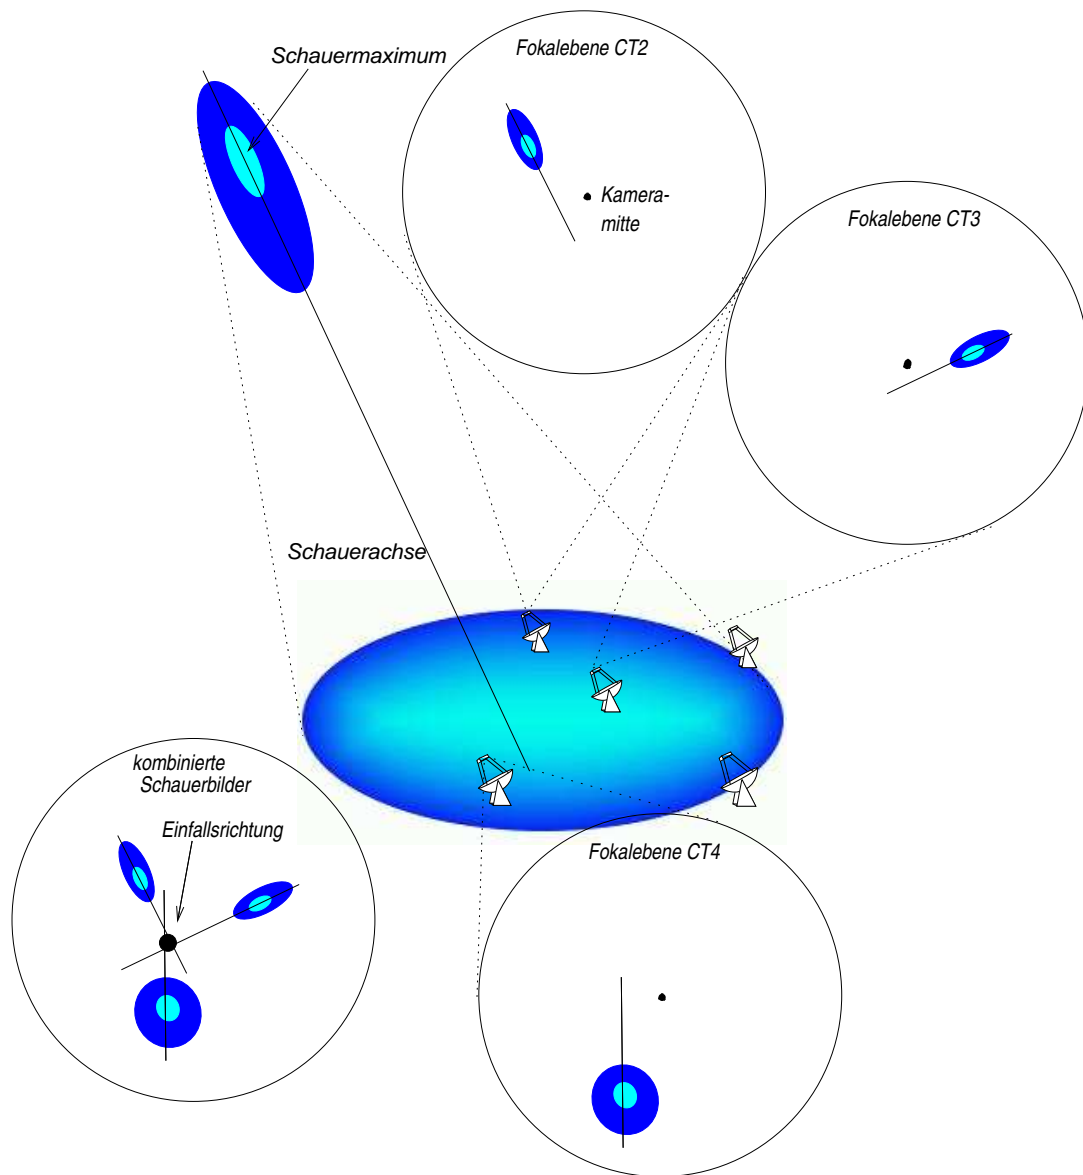 Schauermaximum
Fokalebene CT2
Kamera-
mitte
Fokalebene CT3
Schauerachse
kombinierte
Schauerbilder
Einfallsrichtung
Fokalebene CT4